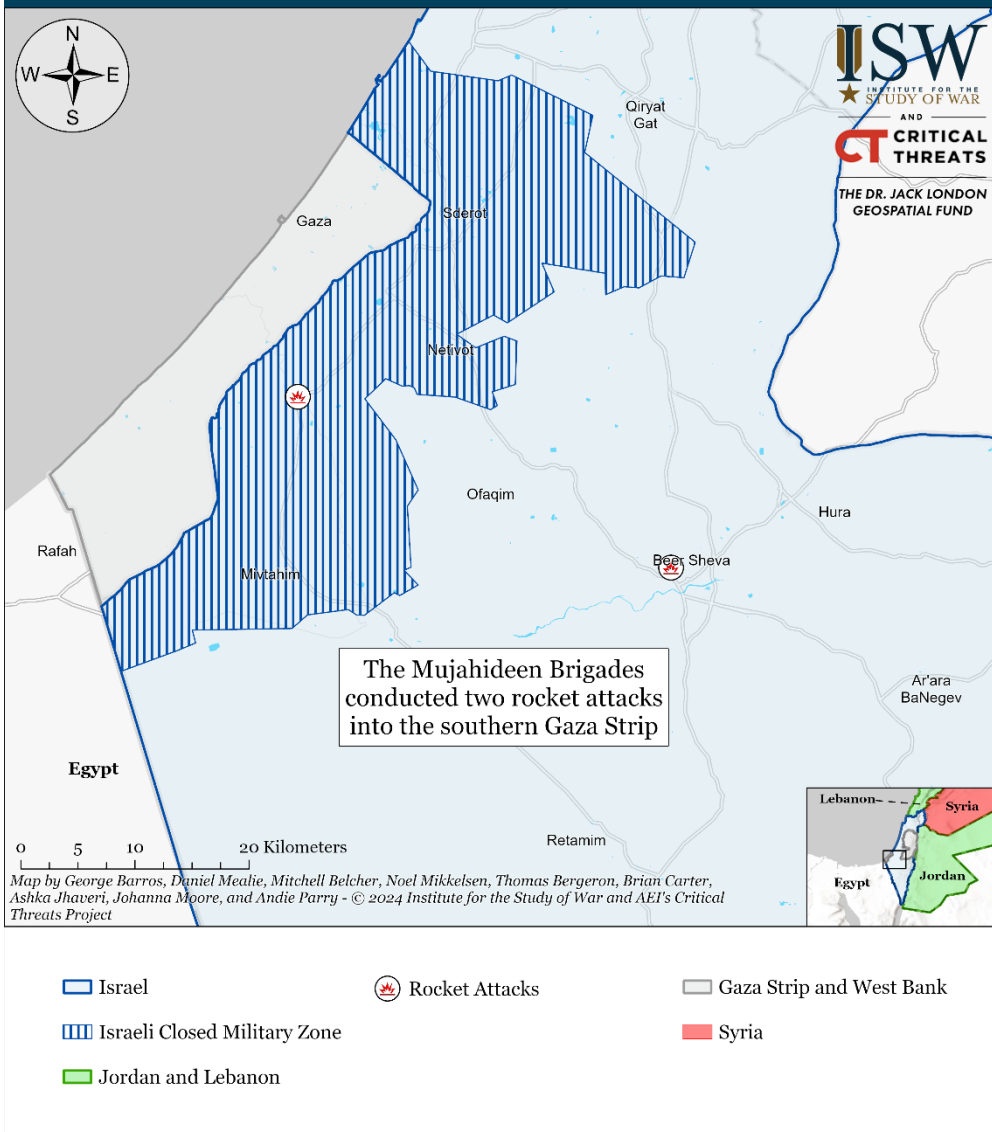 N
W
E
S
ISW
INSTITUTE FOR THE
STUDY OF WAR
AND
CT CRITICAL
THREATS
THE DR. JACK LONDON
GEOSPATIAL FUND
Qiryat
Gat
Gaza
Sderot
Netivot
Ofaqim
Hura
Rafah
Beer Sheva
Mivtahim
The Mujahideen Brigades
conducted two rocket attacks
into the southern Gaza Strip
Ar'ara
BaNegev
Egypt
Retamim
0 5 10 20 Kilometers
Map by George Barros, Daniel Mealie, Mitchell Belcher, Noel Mikkelsen, Thomas Bergeron, Brian Carter,
Ashka Jhaveri, Johanna Moore, and Andie Parry - © 2024 Institute for the Study of War and AEI's Critical
Threats Project
Lebanon
Syria
Egypt
Jordan
Israel
Rocket Attacks
Gaza Strip and West Bank
Israeli Closed Military Zone
Syria
Jordan and Lebanon